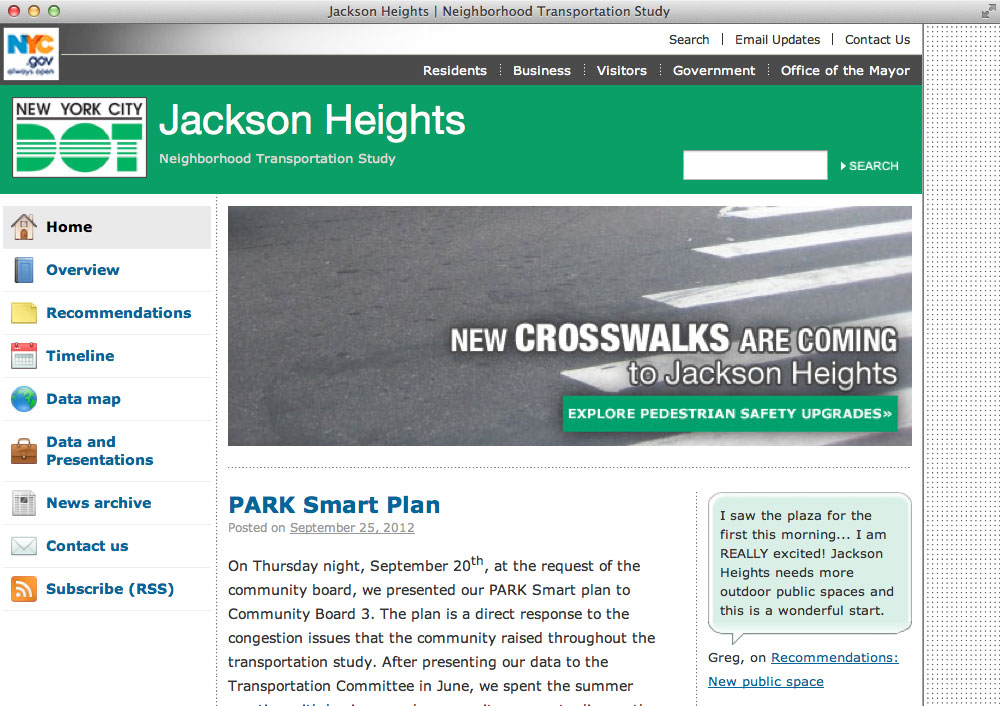 Jackson Heights | Neighborhood Transportation Study
NYC
.gov
always open
Search | Email Updates | Contact Us
Residents Business Visitors Government Office of the Mayor
NEW YORK CITY
DOT
Jackson Heights
Neighborhood Transportation Study
SEARCH
Home
Overview
Recommendations
Timeline
Data map
Data and
Presentations
News archive
Contact us
Subscribe (RSS)
NEW CROSSWALKS ARE COMING
to Jackson Heights
EXPLORE PEDESTRIAN SAFETY UPGRADES»
PARK Smart Plan
Posted on September 25, 2012
On Thursday night, September 20th, at the request of the
community board, we presented our PARK Smart plan to
Community Board 3. The plan is a direct response to the
congestion issues that the community raised throughout the
transportation study. After presenting our data to the
Transportation Committee in June, we spent the summer
I saw the plaza for the
first this morning... I am
REALLY excited! Jackson
Heights needs more
outdoor public spaces and
this is a wonderful start.
Greg, on Recommendations:
New public space